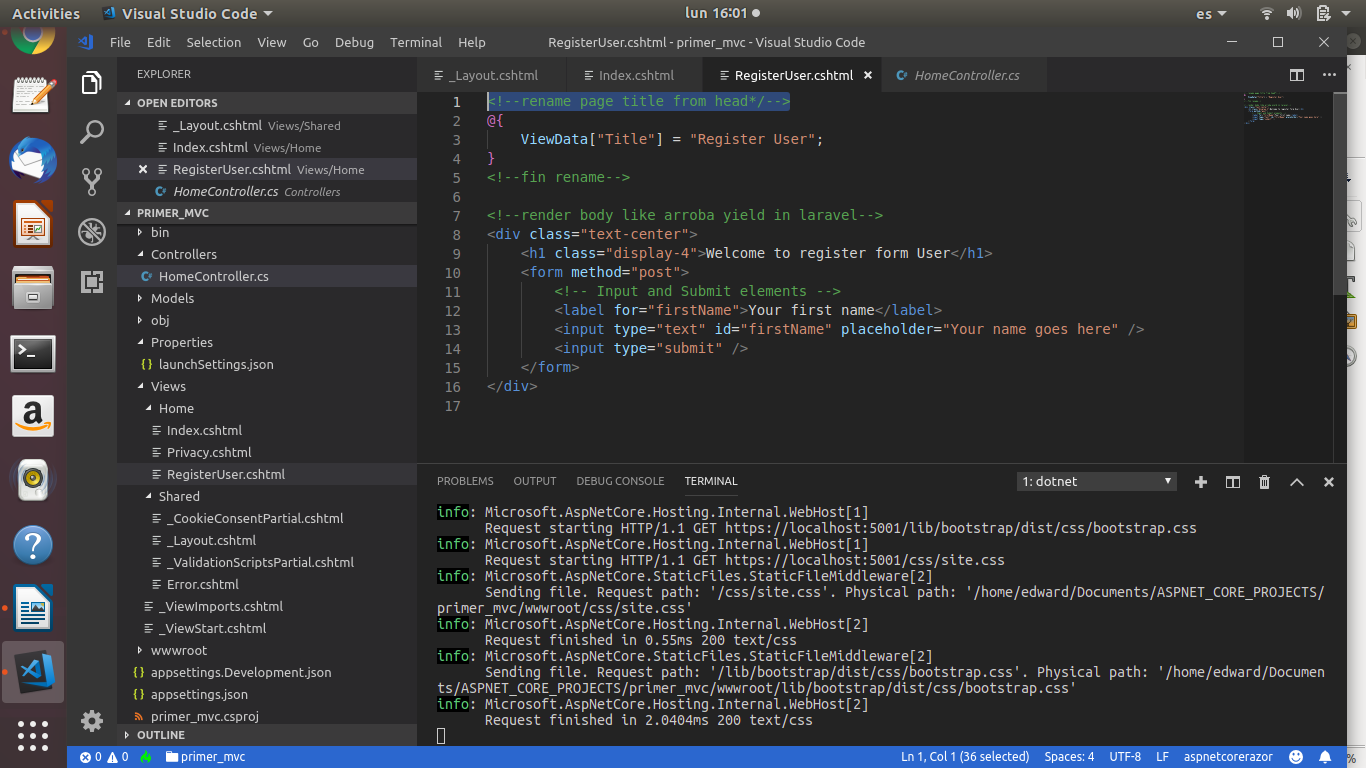 Activities
Visual Studio Code
lun 16:01
es
File Edit Selection View Go Debug Terminal Help
RegisterUser.cshtml - primer_mvc - Visual Studio Code
EXPLORER
OPEN EDITORS
_Layout.cshtml Views/Shared
Index.cshtml Views/Home
RegisterUser.cshtml Views/Home
HomeController.cs Controllers
PRIMER_MVC
bin
Controllers
HomeController.cs
Models
obj
Properties
{} launchSettings.json
Views
Home
Index.cshtml
Privacy.cshtml
RegisterUser.cshtml
Shared
_CookieConsentPartial.cshtml
_Layout.cshtml
_ValidationScriptsPartial.cshtml
Error.cshtml
_ViewImports.cshtml
_ViewStart.cshtml
wwwroot
{} appsettings.Development.json
{} appsettings.json
primer_mvc.csproj
OUTLINE
_Layout.cshtml Index.cshtml RegisterUser.cshtml HomeController.cs
1 <!--rename page title from head*/-->
2 @{
3 ViewData["Title"] = "Register User";
4 }
5 <!--fin rename-->
6
7 <!--render body like arroba yield in laravel-->
8 <div class="text-center">
9 <h1 class="display-4">Welcome to register form User</h1>
10 <form method="post">
11 <!-- Input and Submit elements -->
12 <label for="firstName">Your first name</label>
13 <input type="text" id="firstName" placeholder="Your name goes here" />
14 <input type="submit" />
15 </form>
16 </div>
17
PROBLEMS OUTPUT DEBUG CONSOLE TERMINAL
1: dotnet
info: Microsoft.AspNetCore.Hosting.Internal.WebHost[1]
Request starting HTTP/1.1 GET https://localhost:5001/lib/bootstrap/dist/css/bootstrap.css
info: Microsoft.AspNetCore.Hosting.Internal.WebHost[1]
Request starting HTTP/1.1 GET https://localhost:5001/css/site.css
info: Microsoft.AspNetCore.StaticFiles.StaticFileMiddleware[2]
Sending file. Request path: '/css/site.css'. Physical path: '/home/edward/Documents/ASPNET_CORE_PROJECTS/
primer_mvc/wwwroot/css/site.css'
info: Microsoft.AspNetCore.Hosting.Internal.WebHost[2]
Request finished in 0.55ms 200 text/css
info: Microsoft.AspNetCore.StaticFiles.StaticFileMiddleware[2]
Sending file. Request path: '/lib/bootstrap/dist/css/bootstrap.css'. Physical path: '/home/edward/Documen
ts/ASPNET_CORE_PROJECTS/primer_mvc/wwwroot/lib/bootstrap/dist/css/bootstrap.css'
info: Microsoft.AspNetCore.Hosting.Internal.WebHost[2]
Request finished in 2.0404ms 200 text/css
0 0 primer_mvc
Ln 1, Col 1 (36 selected) Spaces: 4 UTF-8 LF aspnetcorerazor